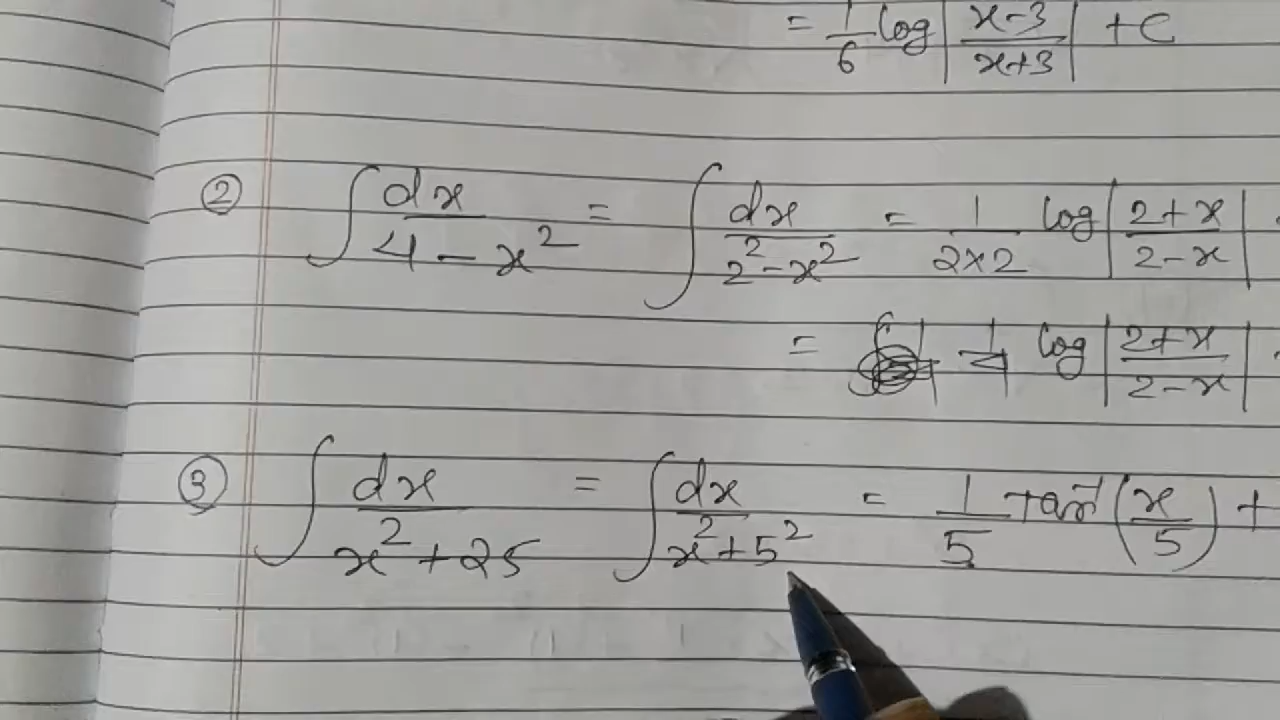 = 1/6 log |x-3/x+3| + C
② ∫ dx/4-x² = ∫ dx/2²-x² = 1/2×2 log |2+x/2-x|
= 1/4 log |2+x/2-x|
③ ∫ dx/x²+25 = ∫ dx/x²+5² = 1/5 tan⁻¹ (x/5) +